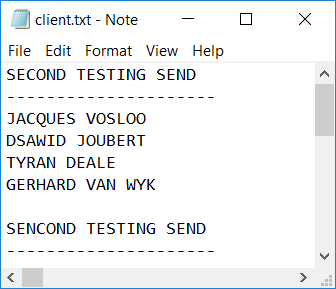 client.txt - Note
File Edit Format View Help
SECOND TESTING SEND
---------------------
JACQUES VOSLOO
DSAWID JOUBERT
TYRAN DEALE
GERHARD VAN WYK
SENCOND TESTING SEND
---------------------